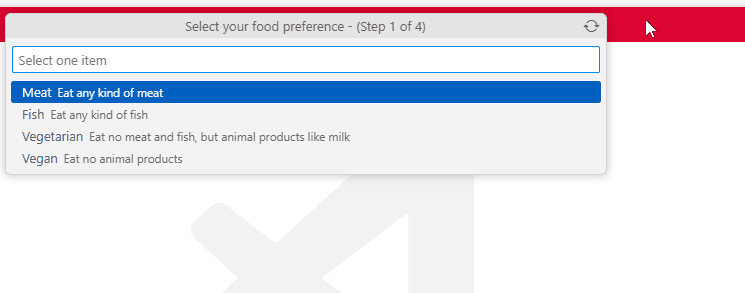 Select your food preference - (Step 1 of 4)
Select one item
Meat Eat any kind of meat
Fish Eat any kind of fish
Vegetarian Eat no meat and fish, but animal products like milk
Vegan Eat no animal products